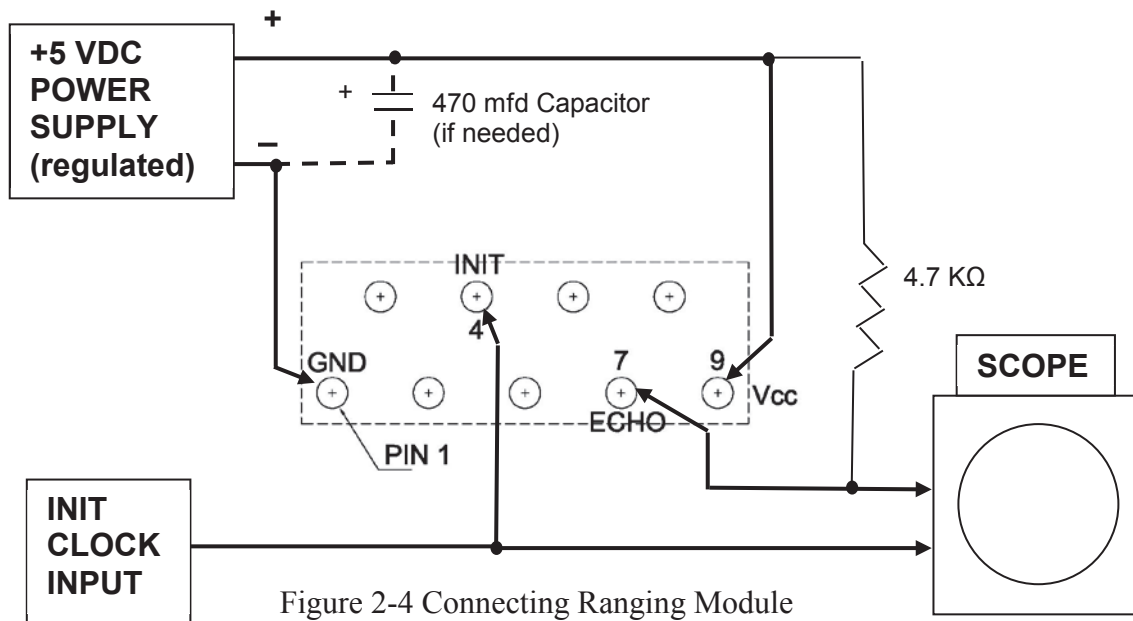 +
+5 VDC
POWER
SUPPLY
(regulated)
–
+
470 mfd Capacitor
(if needed)
INIT
4
GND
7
9
Vcc
ECHO
PIN 1
4.7 KΩ
SCOPE
INIT
CLOCK
INPUT
Figure 2-4 Connecting Ranging Module